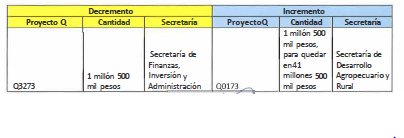 Decremento Incremento
Proyecto Q Cantidad Secretaría ProyectoQ Cantidad Secretaría
Q3273
1 millón 500
mil pesos
Secretaría de
Finanzas,
Inversión y
Administración
Q0173
1 millón 500
mil pesos,
para quedar
en41
millones 500
mil pesos
Secretaría de
Desarrollo
Agropecuario y
Rural